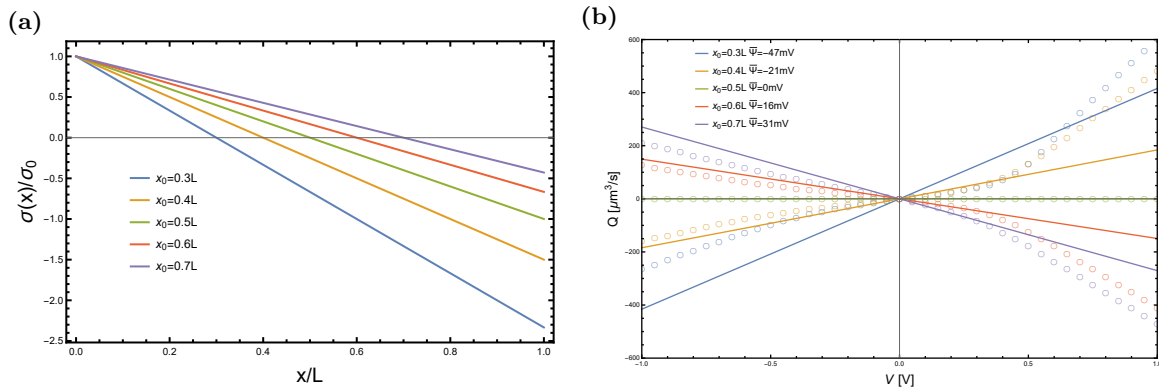 (a)
1.0
0.5
0.0
-0.5
-1.0
-1.5
-2.0
-2.5
σ(x)/σ₀
x₀=0.3L
x₀=0.4L
x₀=0.5L
x₀=0.6L
x₀=0.7L
0.0 0.2 0.4 0.6 0.8 1.0
x/L
(b)
600
400
200
0
-200
-400
-600
Q [μm³/s]
x₀=0.3L Ψ̅=-47mV
x₀=0.4L Ψ̅=-21mV
x₀=0.5L Ψ̅=0mV
x₀=0.6L Ψ̅=16mV
x₀=0.7L Ψ̅=31mV
-1.0 -0.5 0.0 0.5 1.0
V [V]